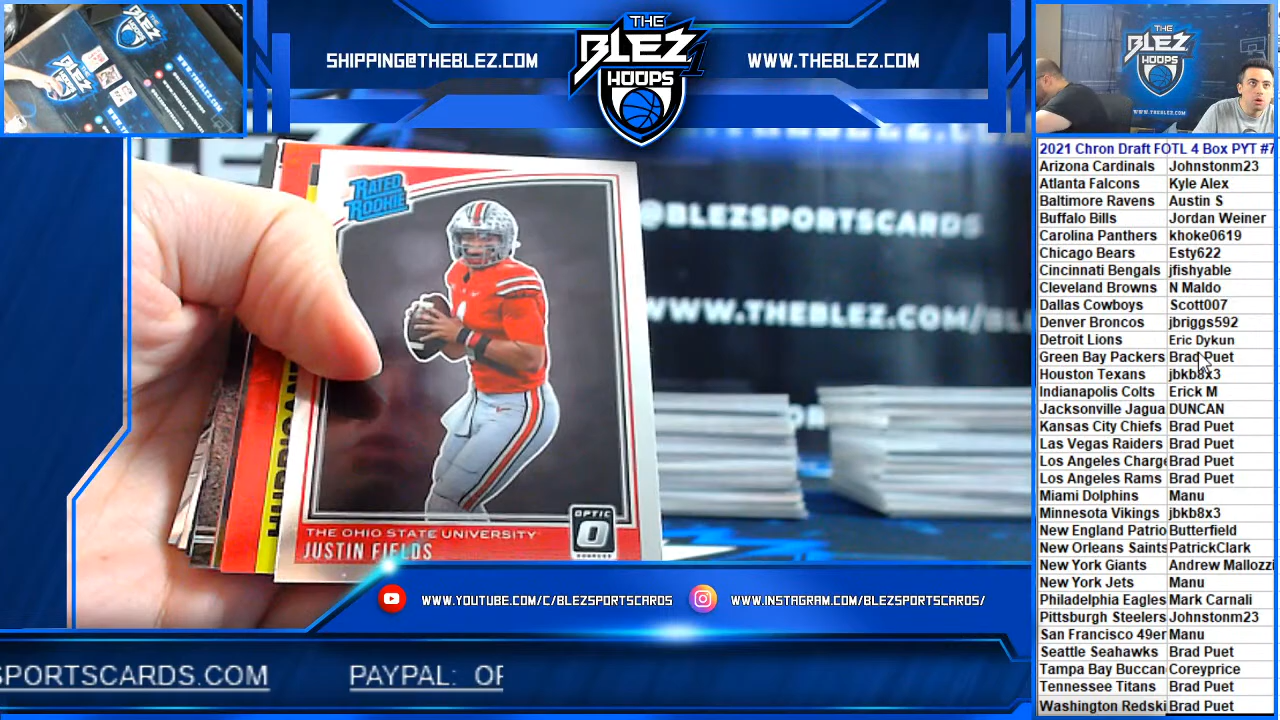 SHIPPING@THEBLEZ.COM
THE
BLEZ
HOOPS
WWW.THEBLEZ.COM
THE
BLEZ
HOOPS
@BLEZSPORTSCARDS
WWW.THEBLEZ.COM/BL
RATED
ROOKIE
HURRICAN
OPTIC
THE OHIO STATE UNIVERSITY
JUSTIN FIELDS
WWW.YOUTUBE.COM/C/BLEZSPORTSCARDS
WWW.INSTAGRAM.COM/BLEZSPORTSCARDS/
SPORTSCARDS.COM PAYPAL: OF
2021 Chron Draft FOTL 4 Box PYT #7
Arizona Cardinals Johnstonm23
Atlanta Falcons Kyle Alex
Baltimore Ravens Austin S
Buffalo Bills Jordan Weiner
Carolina Panthers khoke0619
Chicago Bears Esty622
Cincinnati Bengals jfishyable
Cleveland Browns N Maldo
Dallas Cowboys Scott007
Denver Broncos jbriggs592
Detroit Lions Eric Dykun
Green Bay Packers Brad Puet
Houston Texans jbkb8x3
Indianapolis Colts Erick M
Jacksonville Jagua DUNCAN
Kansas City Chiefs Brad Puet
Las Vegas Raiders Brad Puet
Los Angeles Charge Brad Puet
Los Angeles Rams Brad Puet
Miami Dolphins Manu
Minnesota Vikings jbkb8x3
New England Patrio Butterfield
New Orleans Saints PatrickClark
New York Giants Andrew Mallozzi
New York Jets Manu
Philadelphia Eagles Mark Carnali
Pittsburgh Steelers Johnstonm23
San Francisco 49er Manu
Seattle Seahawks Brad Puet
Tampa Bay Buccan Coreyprice
Tennessee Titans Brad Puet
Washington Redski Brad Puet